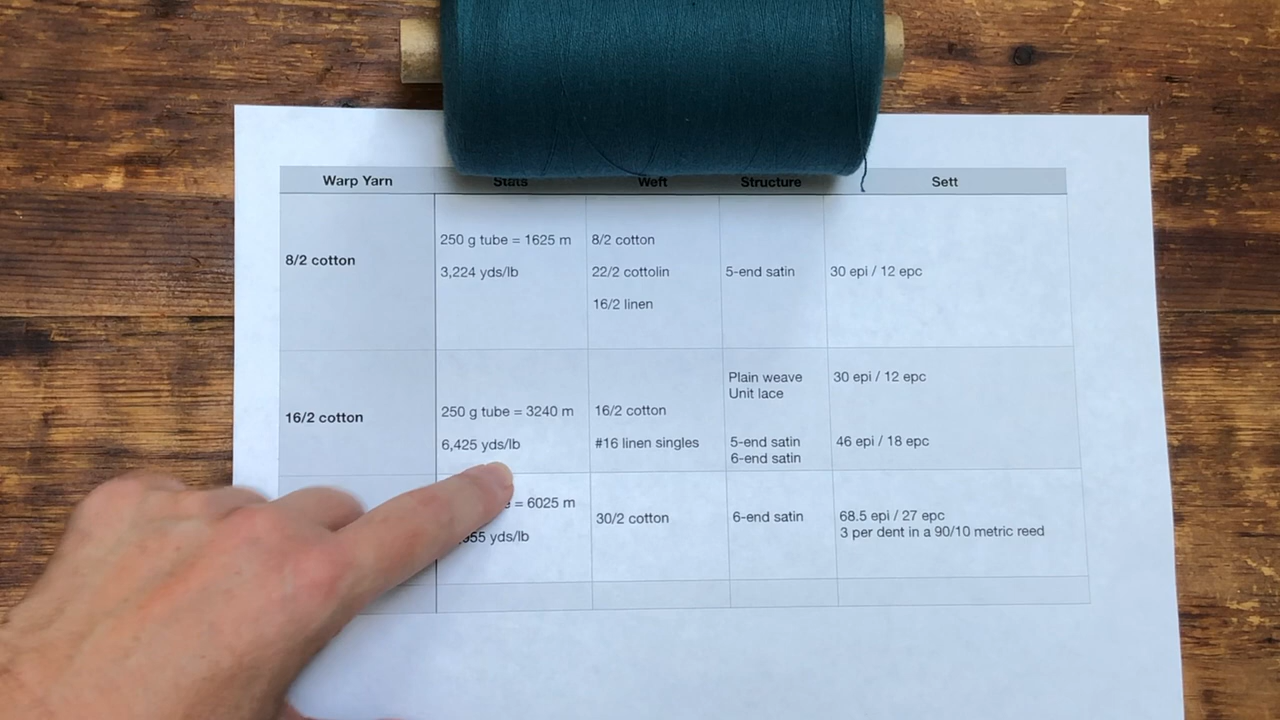 Warp Yarn Stats Weft Structure Sett
8/2 cotton
250 g tube = 1625 m
3,224 yds/lb
8/2 cotton
22/2 cottolin
16/2 linen
5-end satin
30 epi / 12 epc
16/2 cotton
250 g tube = 3240 m
6,425 yds/lb
16/2 cotton
#16 linen singles
Plain weave
Unit lace
5-end satin
6-end satin
30 epi / 12 epc
46 epi / 18 epc
= 6025 m
yds/lb
30/2 cotton
6-end satin
68.5 epi / 27 epc
3 per dent in a 90/10 metric reed